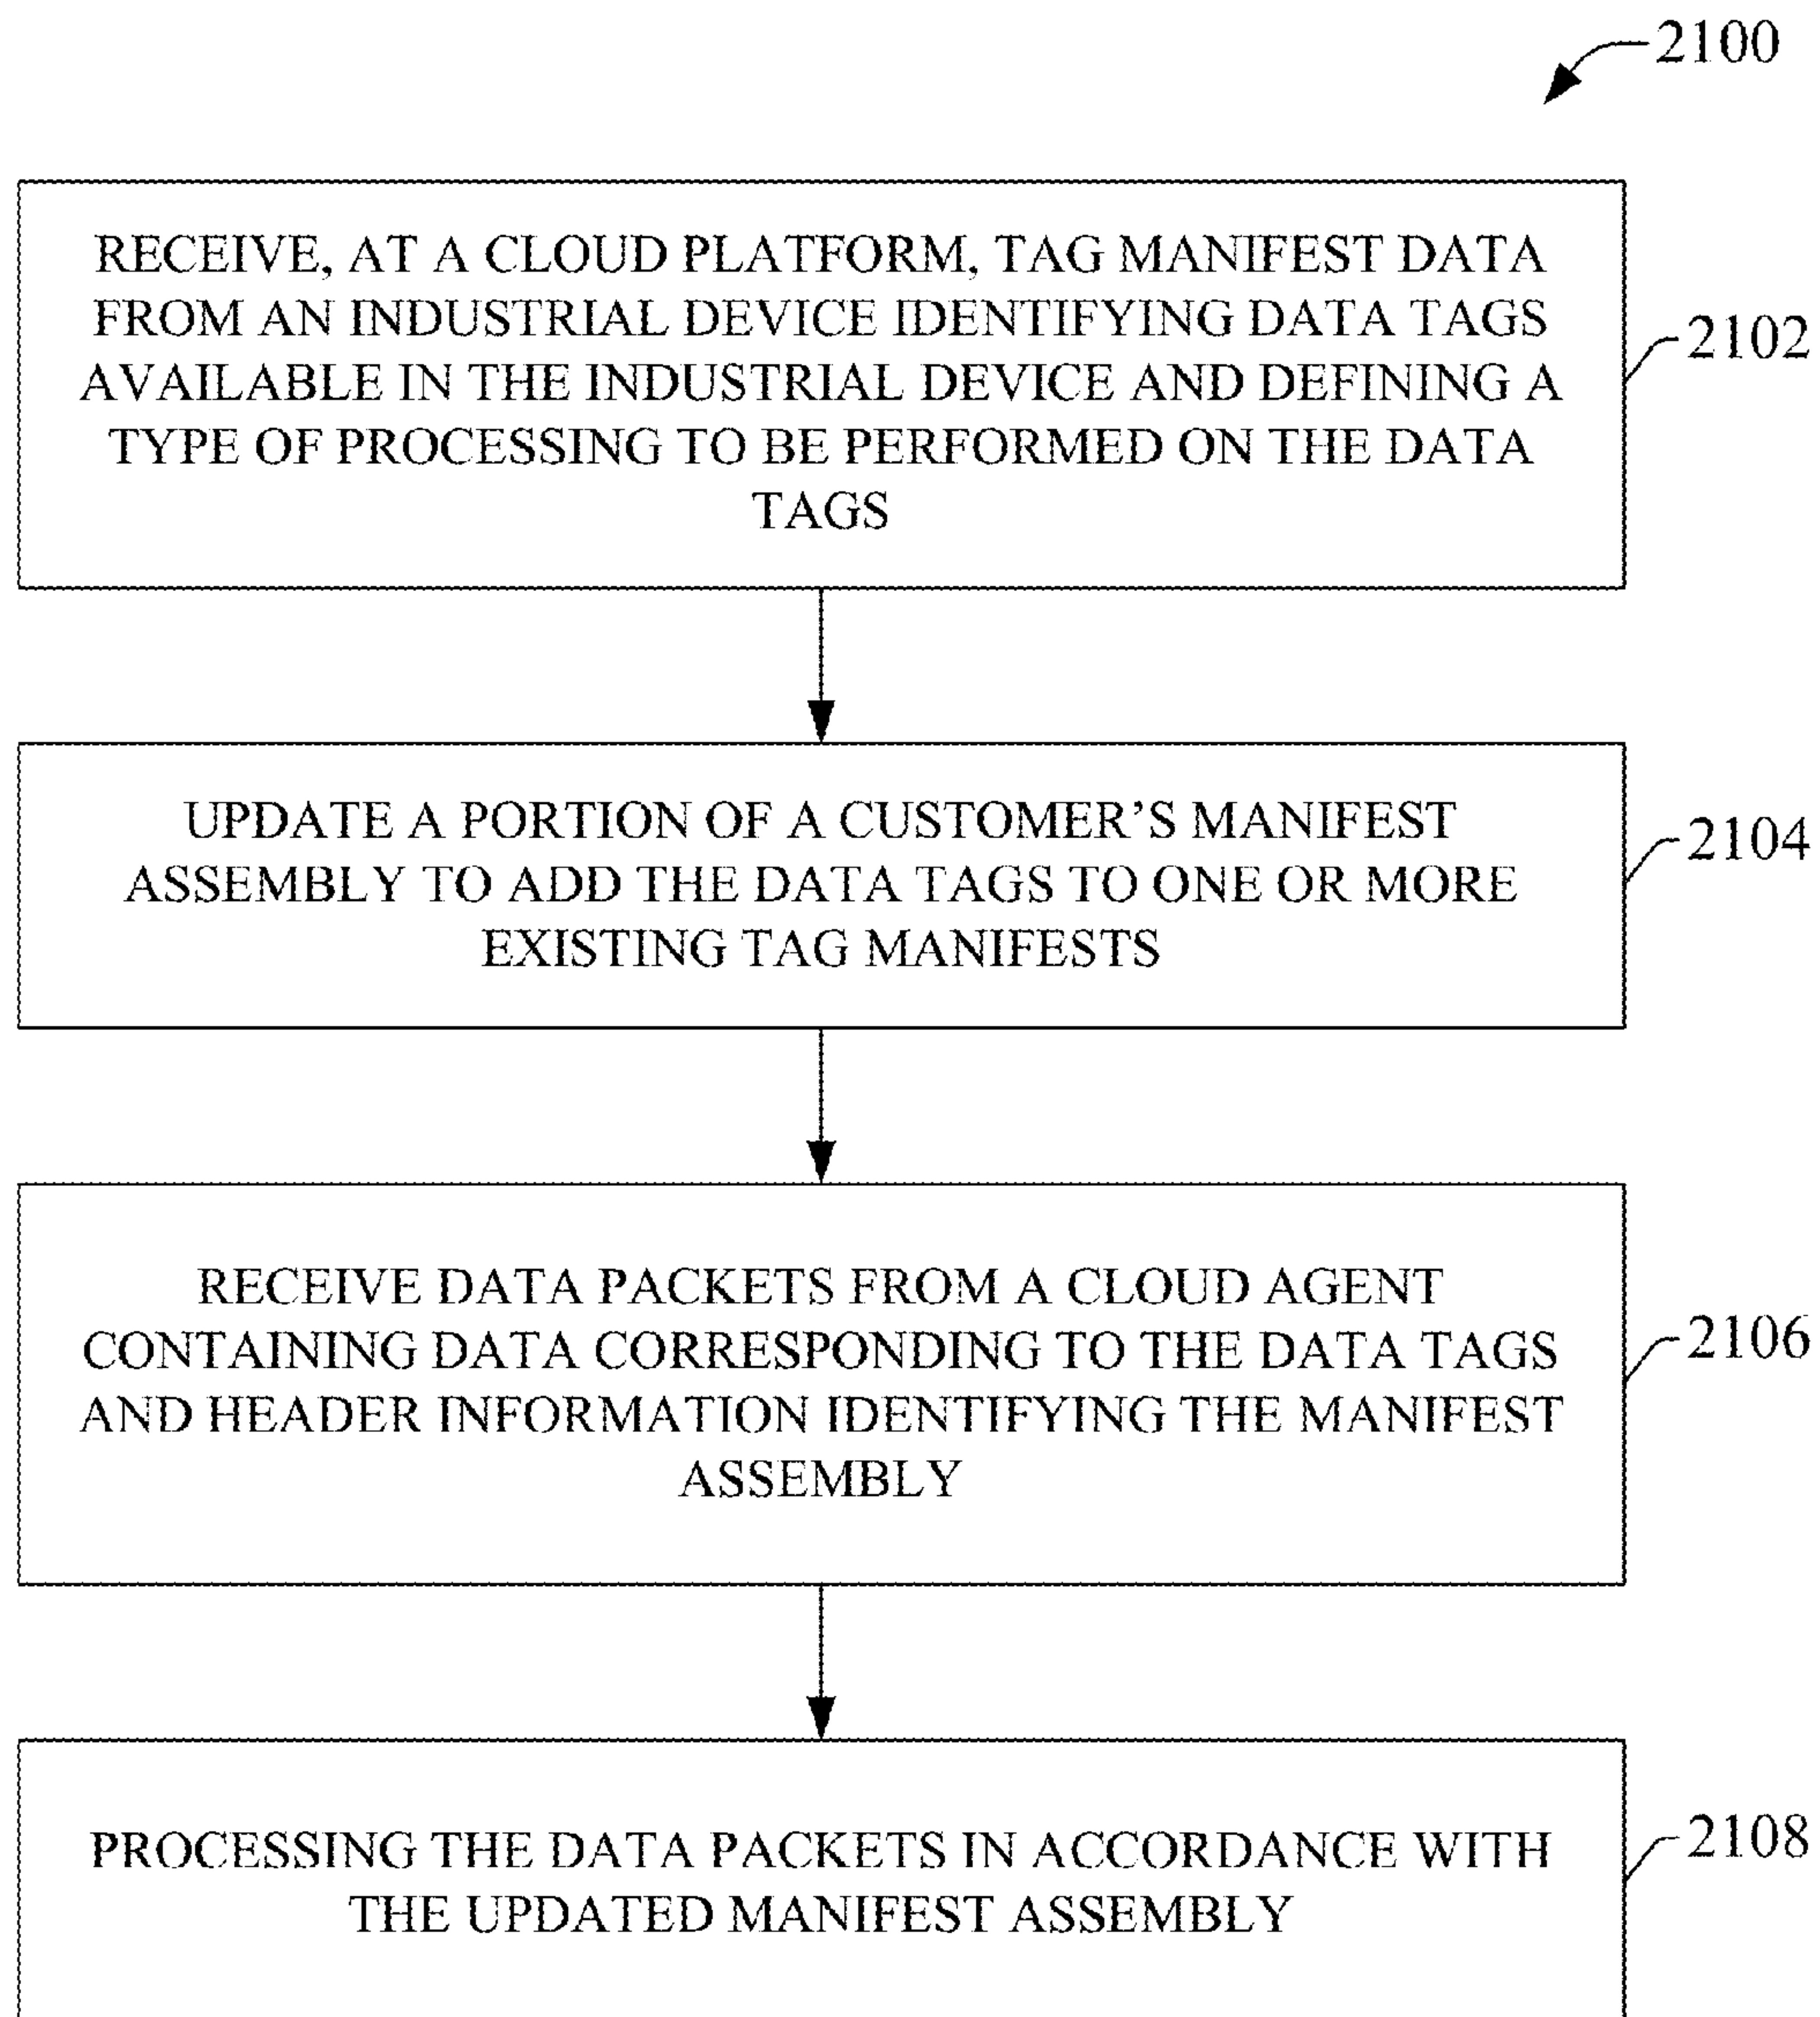 2100
RECEIVE, AT A CLOUD PLATFORM, TAG MANIFEST DATA
FROM AN INDUSTRIAL DEVICE IDENTIFYING DATA TAGS
AVAILABLE IN THE INDUSTRIAL DEVICE AND DEFINING A
TYPE OF PROCESSING TO BE PERFORMED ON THE DATA
TAGS
2102
UPDATE A PORTION OF A CUSTOMER’S MANIFEST
ASSEMBLY TO ADD THE DATA TAGS TO ONE OR MORE
EXISTING TAG MANIFESTS
2104
RECEIVE DATA PACKETS FROM A CLOUD AGENT
CONTAINING DATA CORRESPONDING TO THE DATA TAGS
AND HEADER INFORMATION IDENTIFYING THE MANIFEST
ASSEMBLY
2106
PROCESSING THE DATA PACKETS IN ACCORDANCE WITH
THE UPDATED MANIFEST ASSEMBLY
2108